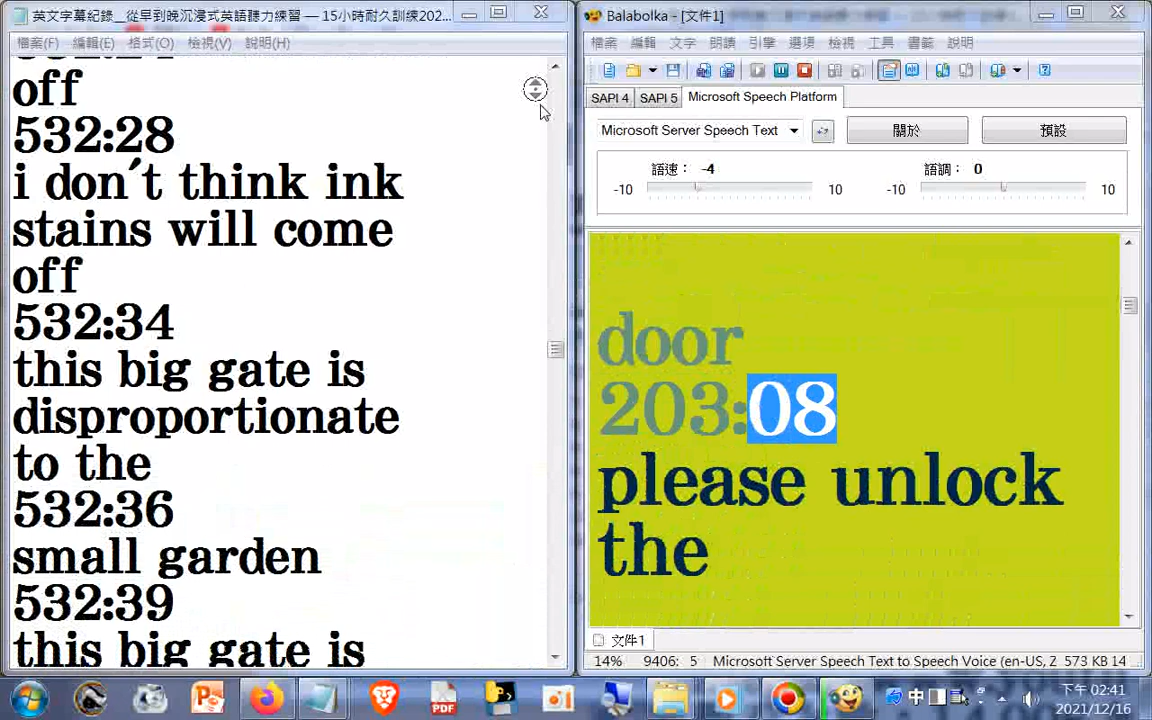 英文字幕紀錄__從早到晚沉浸式英語聽力練習 — 15小時耐久訓練202...
檔案(F) 編輯(E) 格式(O) 檢視(V) 說明(H)
off
532:28
i don't think ink
stains will come
off
532:34
this big gate is
disproportionate
to the
532:36
small garden
532:39
this big gate is
Balabolka - [文件1]
檔案 編輯 文字 朗讀 引擎 選項 檢視 工具 書籤 說明
SAPI 4 SAPI 5 Microsoft Speech Platform
Microsoft Server Speech Text 關於 預設
語速： -4 語調： 0
-10 10 -10 10
door
203:08
please unlock
the
文件1
14% 9406: 5 Microsoft Server Speech Text to Speech Voice (en-US, 2 573 KB 14
PDF 中 下午 02:41
2021/12/16